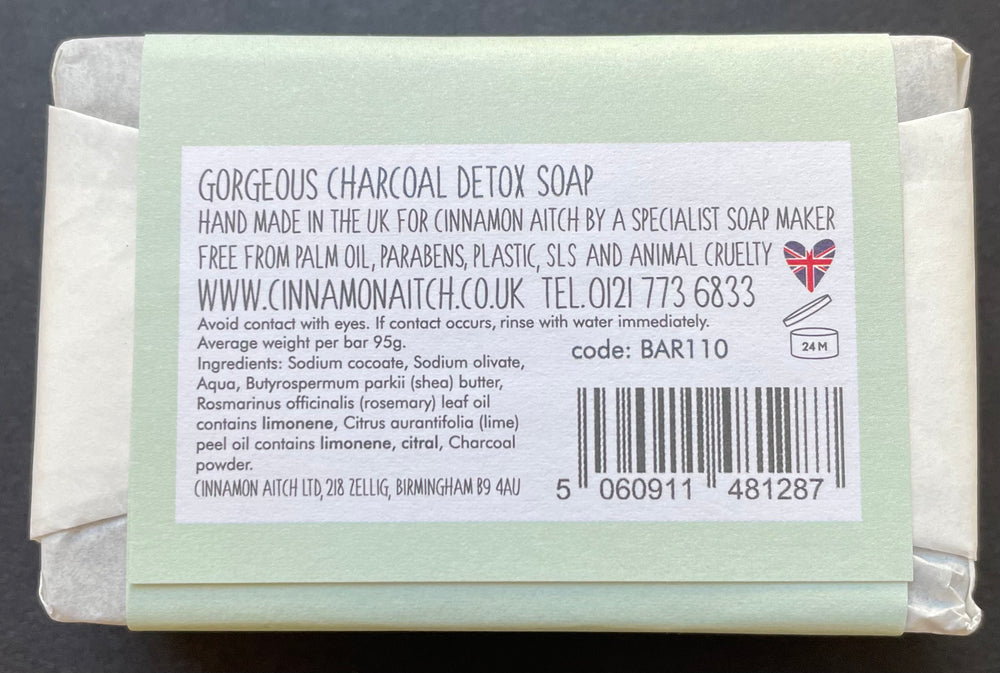 GORGEOUS CHARCOAL DETOX SOAP
HAND MADE IN THE UK FOR CINNAMON AITCH BY A SPECIALIST SOAP MAKER
FREE FROM PALM OIL, PARABENS, PLASTIC, SLS AND ANIMAL CRUELTY
WWW.CINNAMONAITCH.CO.UK TEL.0121 773 6833
Avoid contact with eyes. If contact occurs, rinse with water immediately.
Average weight per bar 95g.
code: BAR110
24M
Ingredients: Sodium cocoate, Sodium olivate,
Aqua, Butyrospermum parkii (shea) butter,
Rosmarinus officinalis (rosemary) leaf oil
contains limonene, Citrus aurantifolia (lime)
peel oil contains limonene, citral, Charcoal
powder.
CINNAMON AITCH LTD, 218 ZELLIG, BIRMINGHAM B9 4AU
5 060911 481287